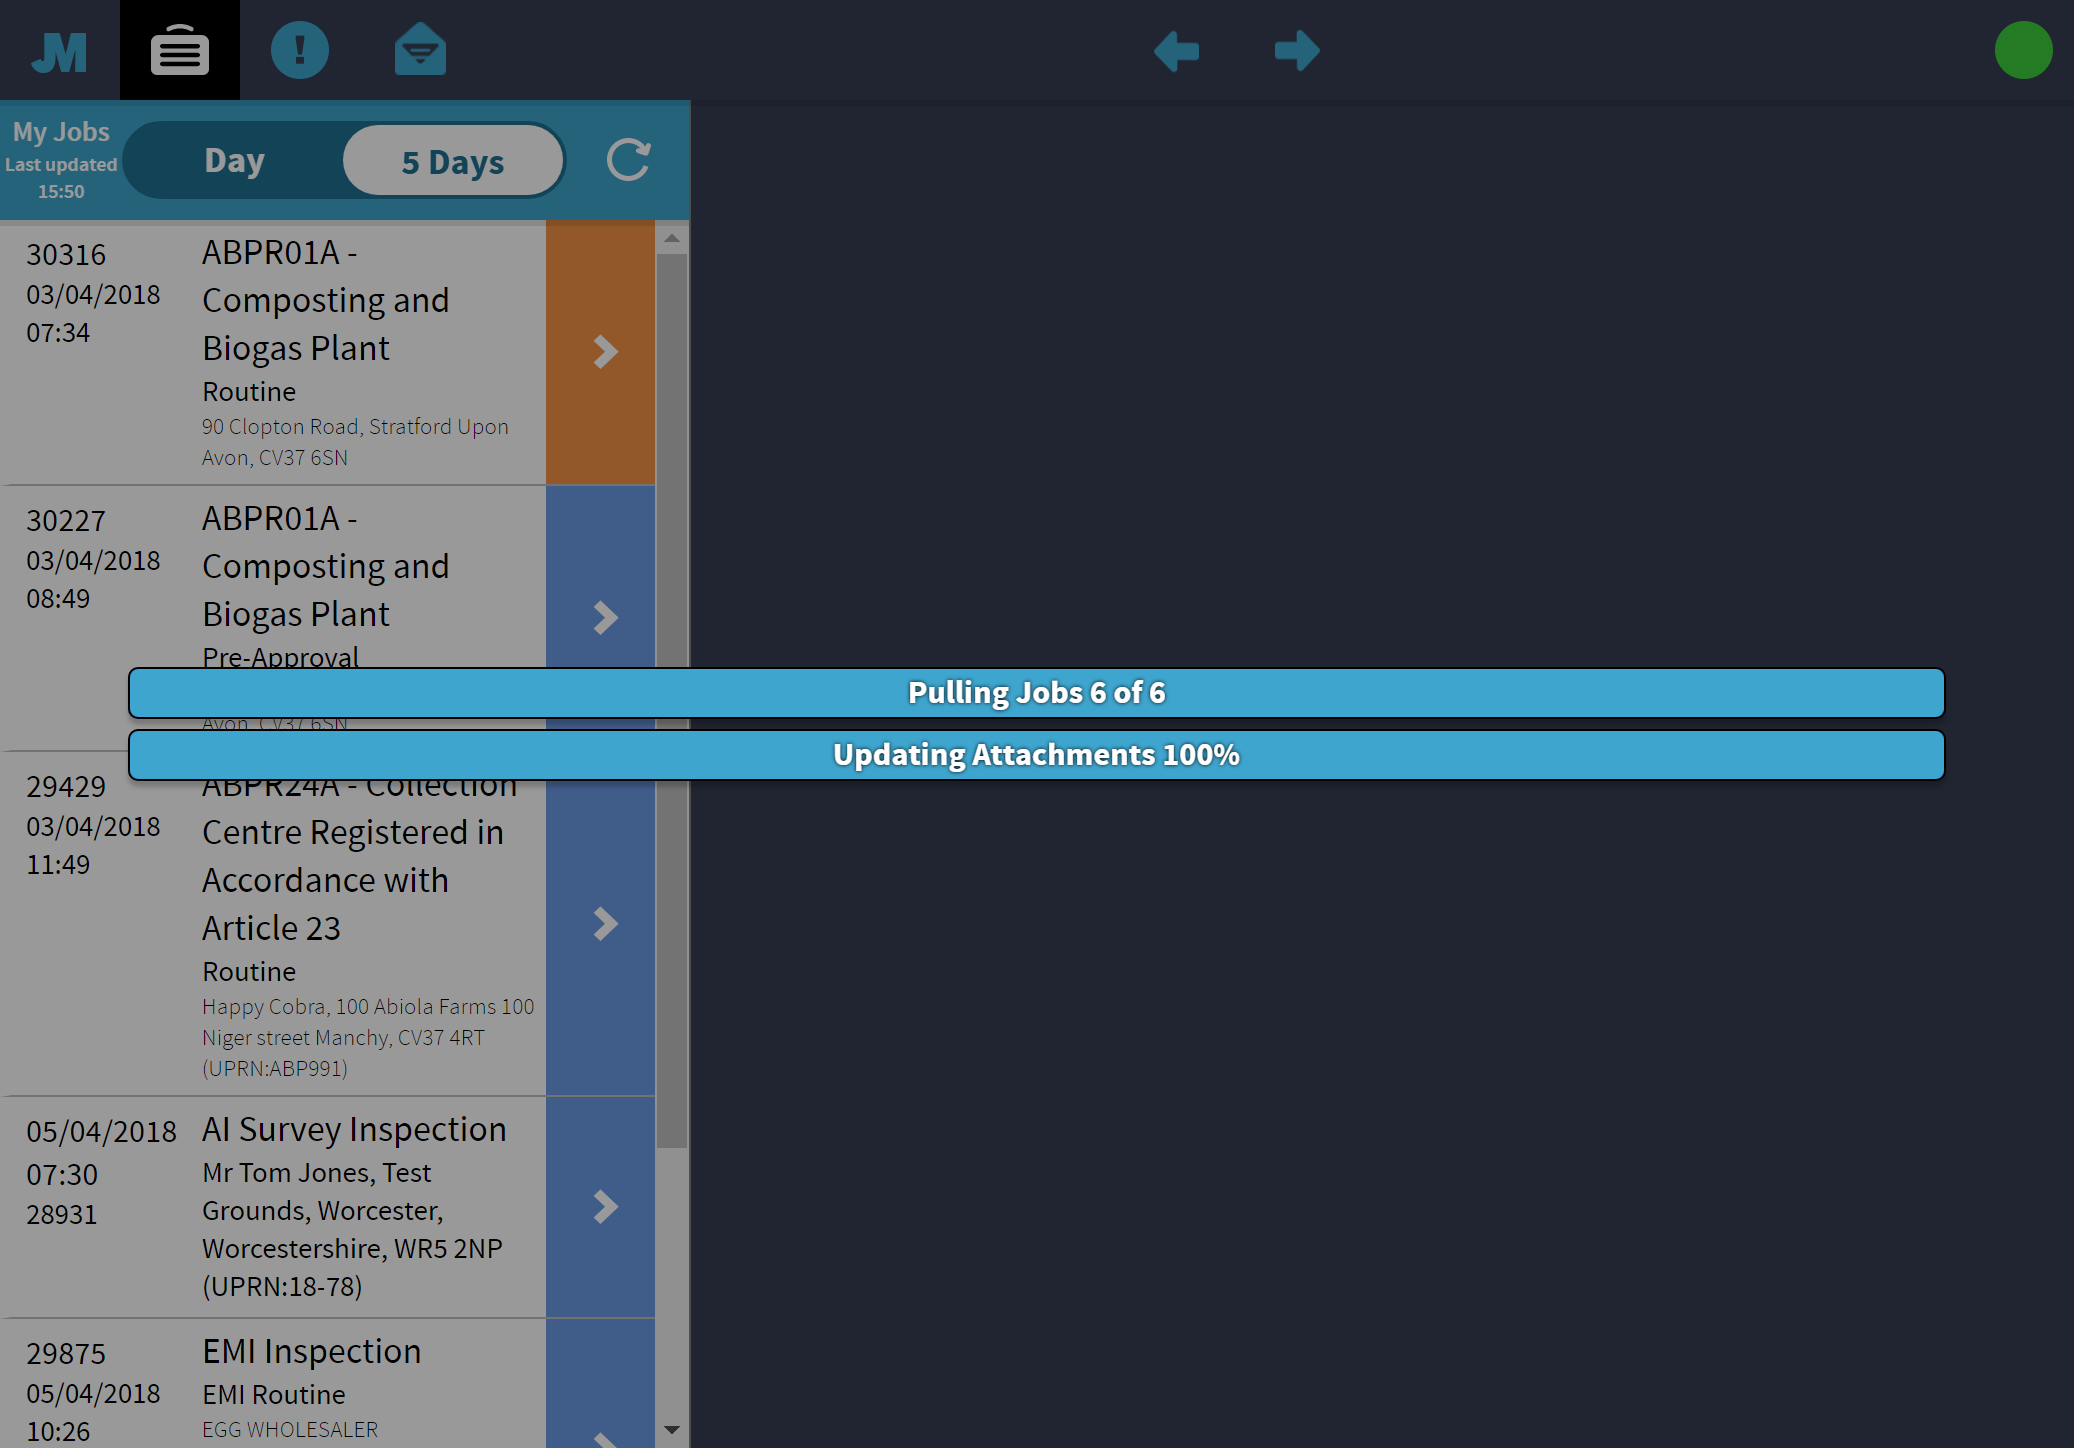 JM
My Jobs
Last updated
15:50
Day
5 Days
30316
03/04/2018
07:34
ABPR01A -
Composting and
Biogas Plant
Routine
90 Clopton Road, Stratford Upon
Avon, CV37 6SN
30227
03/04/2018
08:49
ABPR01A -
Composting and
Biogas Plant
Pre-Approval
Pulling Jobs 6 of 6
Avon, CV37 6SN
Updating Attachments 100%
29429
03/04/2018
11:49
ABPR24A - Collection
Centre Registered in
Accordance with
Article 23
Routine
Happy Cobra, 100 Abiola Farms 100
Niger street Manchy, CV37 4RT
(UPRN:ABP991)
05/04/2018
07:30
28931
AI Survey Inspection
Mr Tom Jones, Test
Grounds, Worcester,
Worcestershire, WR5 2NP
(UPRN:18-78)
29875
05/04/2018
10:26
EMI Inspection
EMI Routine
EGG WHOLESALER